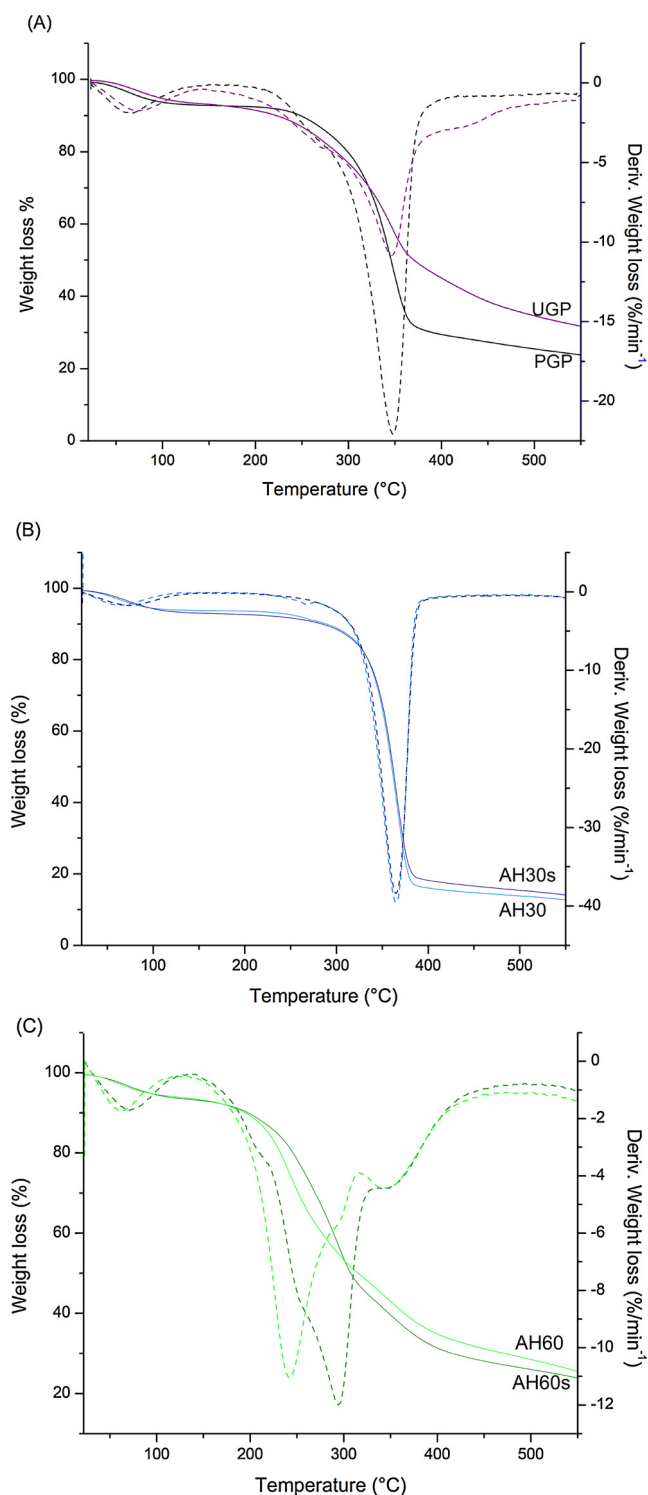 (A)
100
80
60
40
20
0
Weight loss %
0
-5
-10
-15
-20
Deriv. Weight loss (%/min⁻¹)
UGP
PGP
100
200
300
400
500
Temperature (°C)
(B)
100
80
60
40
20
0
Weight loss (%)
0
-10
-20
-30
-40
Deriv. Weight loss (%/min⁻¹)
AH30s
AH30
100
200
300
400
500
Temperature (°C)
(C)
100
80
60
40
20
Weight loss (%)
0
-2
-4
-6
-8
-10
-12
Deriv. Weight loss (%/min⁻¹)
AH60
AH60s
100
200
300
400
500
Temperature (°C)